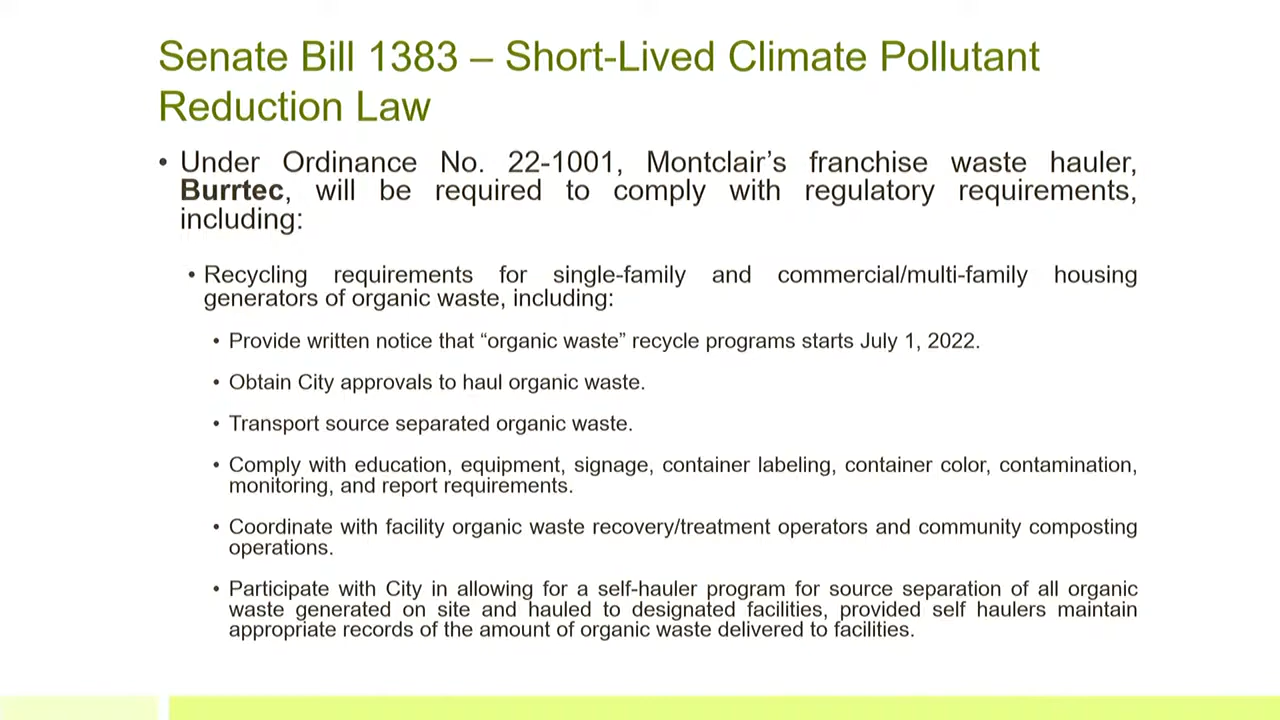 Senate Bill 1383 – Short-Lived Climate Pollutant
Reduction Law
• Under Ordinance No. 22-1001, Montclair’s franchise waste hauler,
Burrtec, will be required to comply with regulatory requirements,
including:
• Recycling requirements for single-family and commercial/multi-family housing
generators of organic waste, including:
• Provide written notice that “organic waste” recycle programs starts July 1, 2022.
• Obtain City approvals to haul organic waste.
• Transport source separated organic waste.
• Comply with education, equipment, signage, container labeling, container color, contamination,
monitoring, and report requirements.
• Coordinate with facility organic waste recovery/treatment operators and community composting
operations.
• Participate with City in allowing for a self-hauler program for source separation of all organic
waste generated on site and hauled to designated facilities, provided self haulers maintain
appropriate records of the amount of organic waste delivered to facilities.